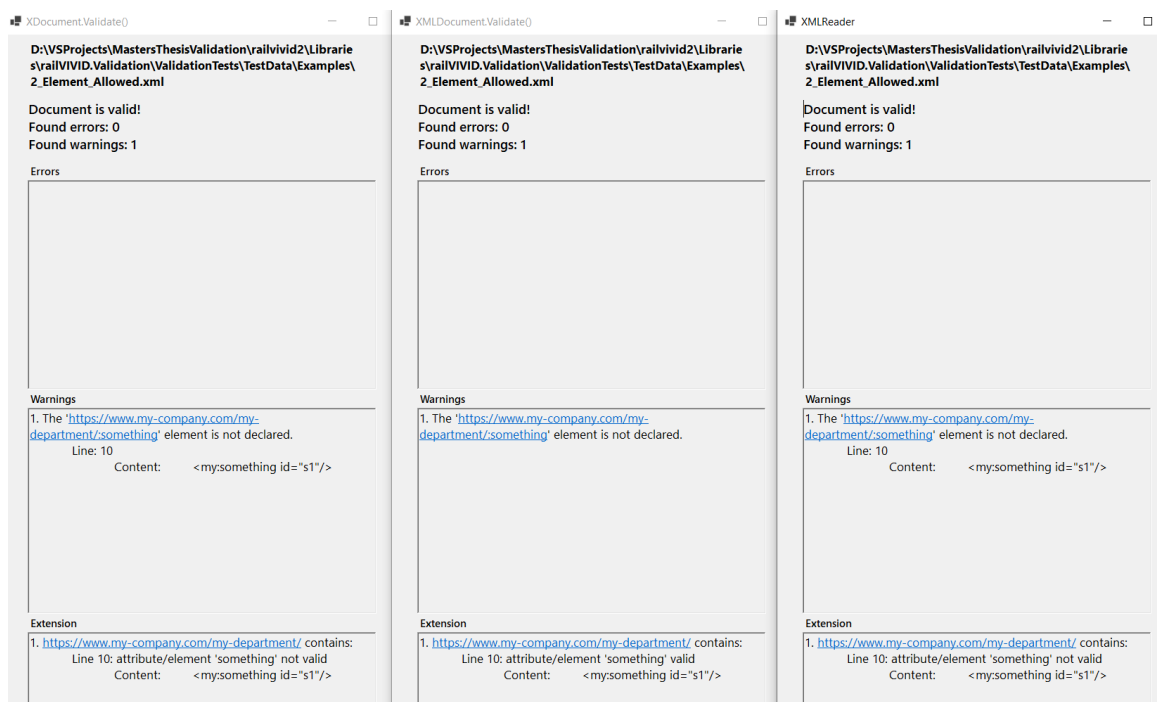 XDocument.Validate()
D:\VSProjects\MastersThesisValidation\railvivid2\Librarie
s\railVIVID.Validation\ValidationTests\TestData\Examples\
2_Element_Allowed.xml
Document is valid!
Found errors: 0
Found warnings: 1
Errors
Warnings
1. The 'https://www.my-company.com/my-
department/:something' element is not declared.
Line: 10
Content: <my:something id="s1"/>
Extension
1. https://www.my-company.com/my-department/ contains:
Line 10: attribute/element 'something' not valid
Content: <my:something id="s1"/>
XMLDocument.Validate()
D:\VSProjects\MastersThesisValidation\railvivid2\Librarie
s\railVIVID.Validation\ValidationTests\TestData\Examples\
2_Element_Allowed.xml
Document is valid!
Found errors: 0
Found warnings: 1
Errors
Warnings
1. The 'https://www.my-company.com/my-
department/:something' element is not declared.
Extension
1. https://www.my-company.com/my-department/ contains:
Line 10: attribute/element 'something' valid
Content: <my:something id="s1"/>
XMLReader
D:\VSProjects\MastersThesisValidation\railvivid2\Librarie
s\railVIVID.Validation\ValidationTests\TestData\Examples\
2_Element_Allowed.xml
Document is valid!
Found errors: 0
Found warnings: 1
Errors
Warnings
1. The 'https://www.my-company.com/my-
department/:something' element is not declared.
Line: 10
Content: <my:something id="s1"/>
Extension
1. https://www.my-company.com/my-department/ contains:
Line 10: attribute/element 'something' not valid
Content: <my:something id="s1"/>